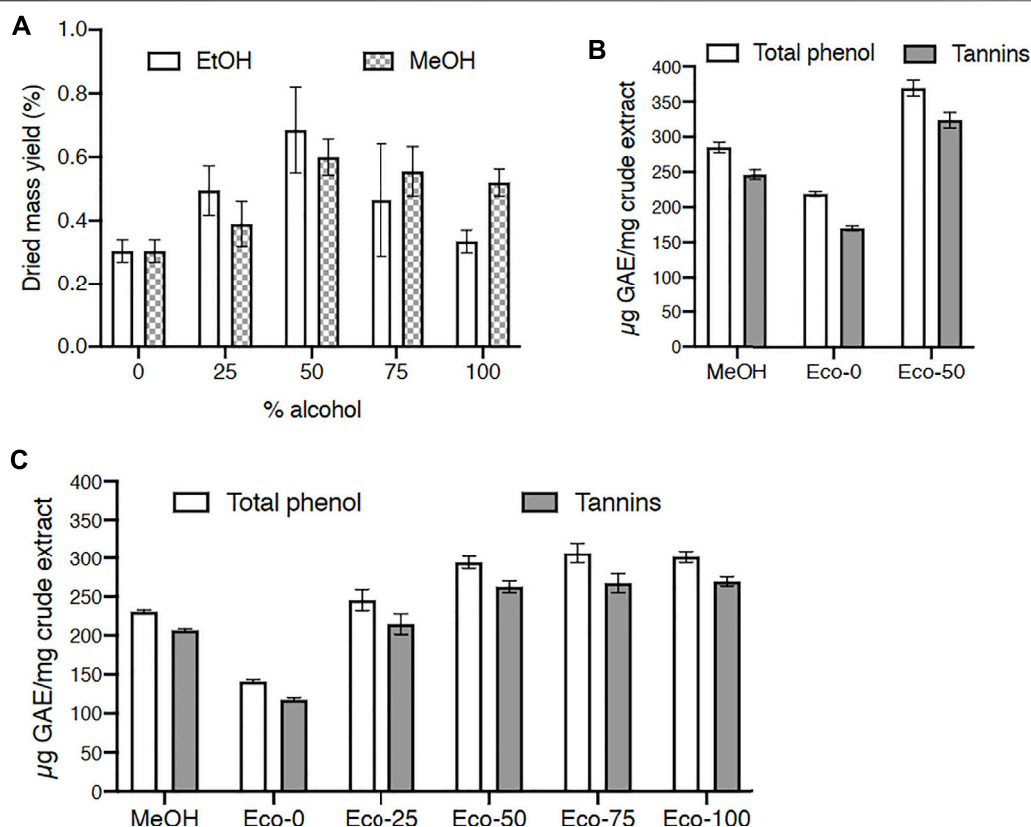 A
EtOH
MeOH
Dried mass yield (%)
1.0
0.8
0.6
0.4
0.2
0.0
0 25 50 75 100
% alcohol
B
Total phenol
Tannins
µg GAE/mg crude extract
400
350
300
250
200
150
100
50
0
MeOH Eco-0 Eco-50
C
Total phenol
Tannins
µg GAE/mg crude extract
400
350
300
250
200
150
100
50
0
MeOH Eco-0 Eco-25 Eco-50 Eco-75 Eco-100